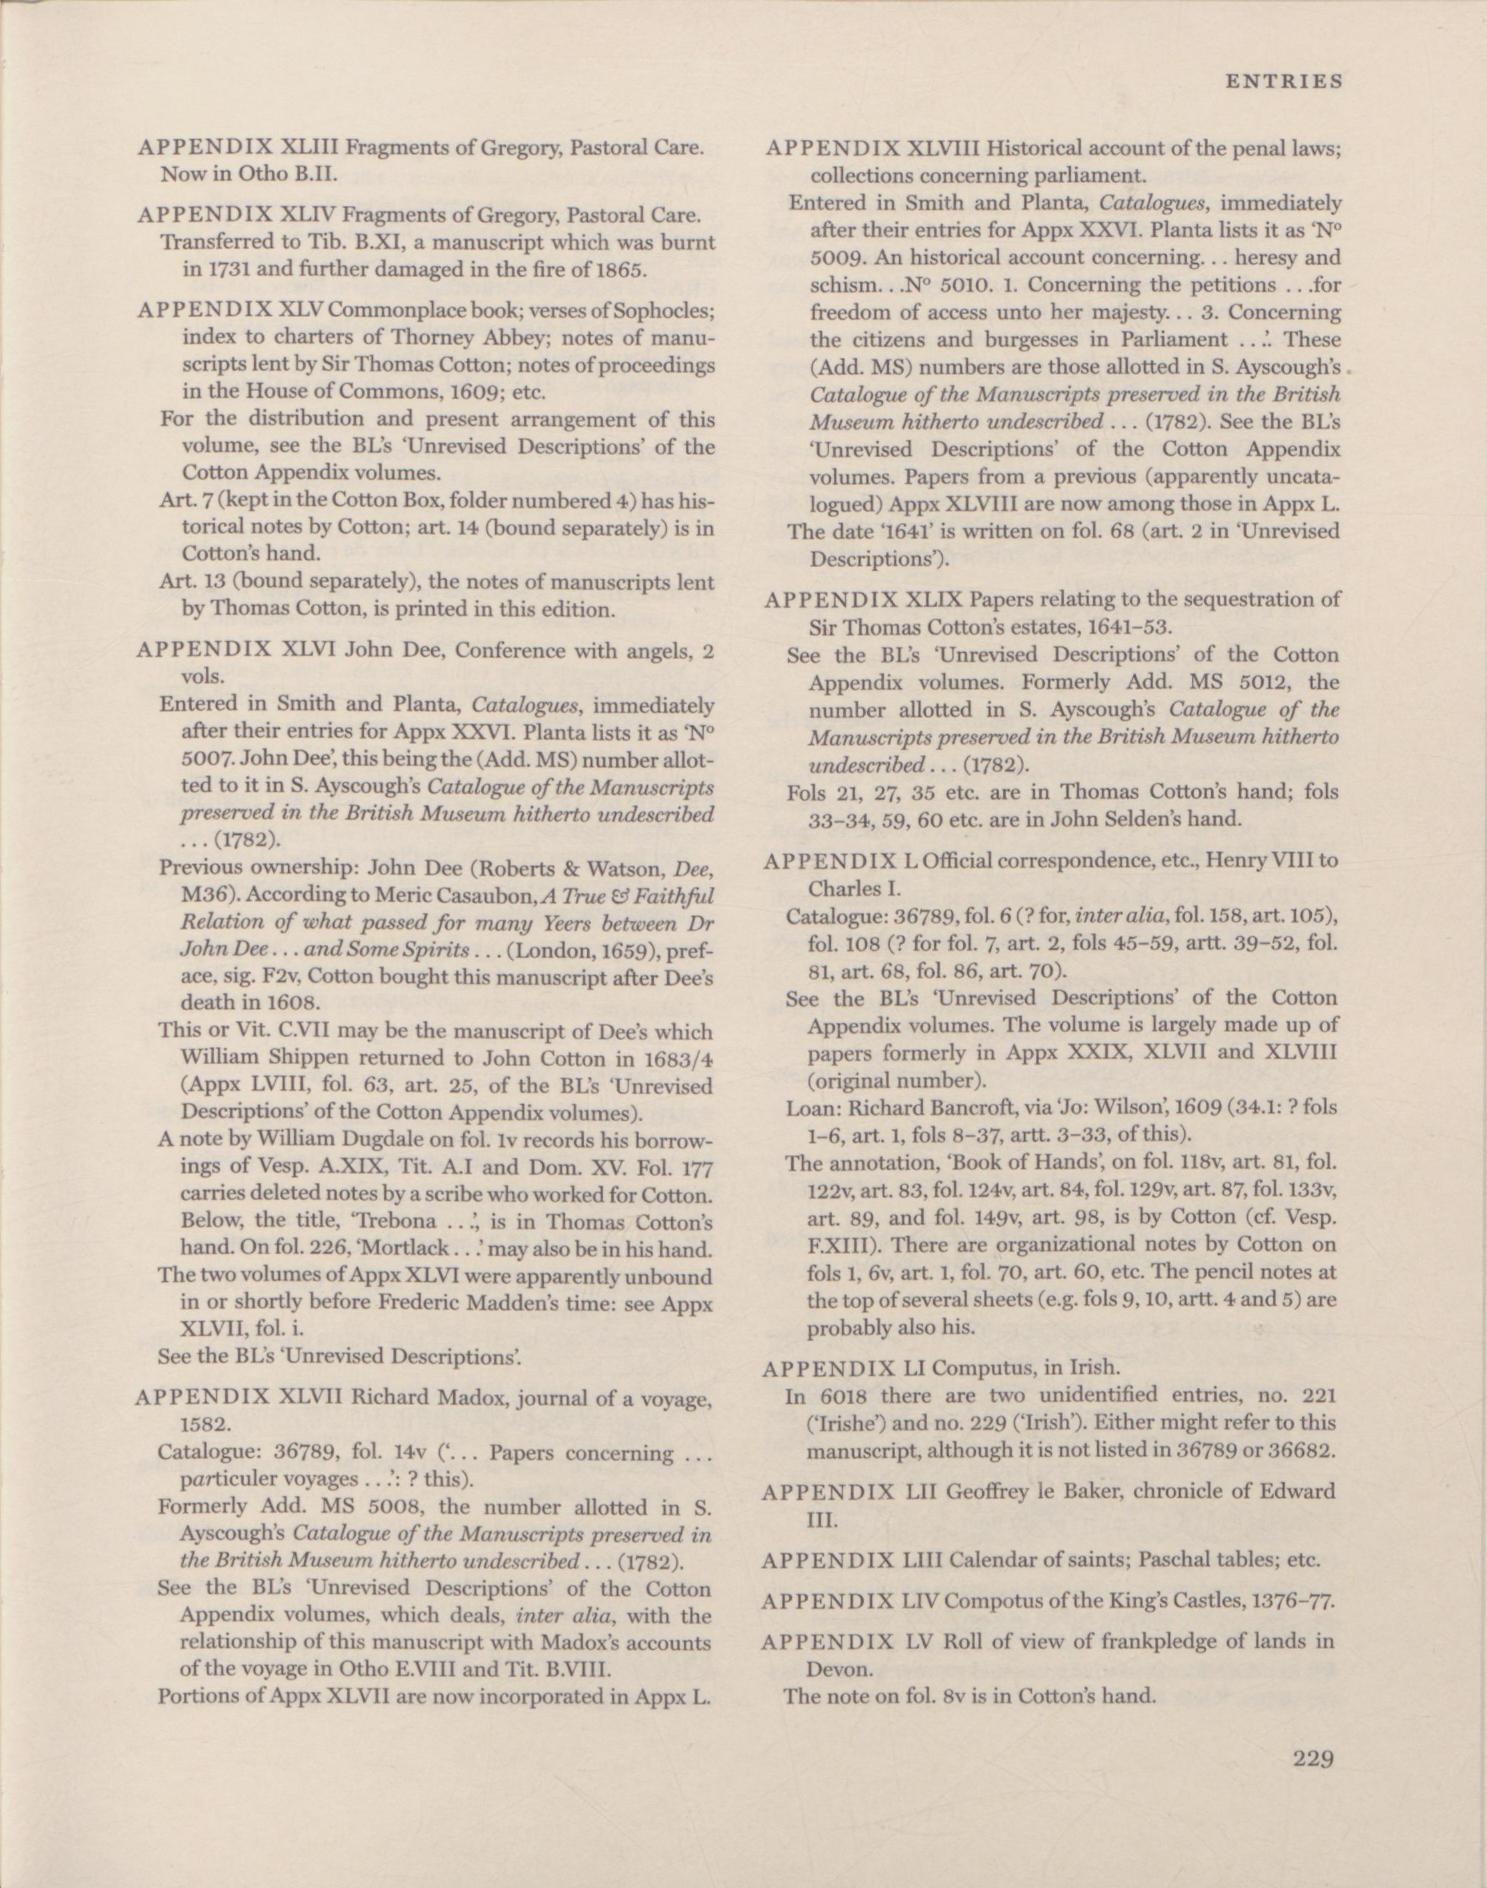 ENTRIES
APPENDIX XLIII Fragments of Gregory, Pastoral Care.
Now in Otho B.II.
APPENDIX XLIV Fragments of Gregory, Pastoral Care.
Transferred to Tib. B.XI, a manuscript which was burnt
in 1731 and further damaged in the fire of 1865.
APPENDIX XLV Commonplace book; verses of Sophocles;
index to charters of Thorney Abbey; notes of manu-
scripts lent by Sir Thomas Cotton; notes of proceedings
in the House of Commons, 1609; etc.
For the distribution and present arrangement of this
volume, see the BL's 'Unrevised Descriptions' of the
Cotton Appendix volumes.
Art. 7 (kept in the Cotton Box, folder numbered 4) has his-
torical notes by Cotton; art. 14 (bound separately) is in
Cotton's hand.
Art. 13 (bound separately), the notes of manuscripts lent
by Thomas Cotton, is printed in this edition.
APPENDIX XLVI John Dee, Conference with angels, 2
vols.
Entered in Smith and Planta, Catalogues, immediately
after their entries for Appx XXVI. Planta lists it as 'Nº
5007. John Dee', this being the (Add. MS) number allot-
ted to it in S. Ayscough's Catalogue of the Manuscripts
preserved in the British Museum hitherto undescribed
... (1782).
Previous ownership: John Dee (Roberts & Watson, Dee,
M36). According to Meric Casaubon, A True & Faithful
Relation of what passed for many Yeers between Dr
John Dee ... and Some Spirits ... (London, 1659), pref-
ace, sig. F2v, Cotton bought this manuscript after Dee's
death in 1608.
This or Vit. C.VII may be the manuscript of Dee's which
William Shippen returned to John Cotton in 1683/4
(Appx LVIII, fol. 63, art. 25, of the BL's 'Unrevised
Descriptions' of the Cotton Appendix volumes).
A note by William Dugdale on fol. 1v records his borrow-
ings of Vesp. A.XIX, Tit. A.I and Dom. XV. Fol. 177
carries deleted notes by a scribe who worked for Cotton.
Below, the title, 'Trebona ...', is in Thomas Cotton's
hand. On fol. 226, 'Mortlack ...' may also be in his hand.
The two volumes of Appx XLVI were apparently unbound
in or shortly before Frederic Madden's time: see Appx
XLVII, fol. i.
See the BL's 'Unrevised Descriptions'.
APPENDIX XLVII Richard Madox, journal of a voyage,
1582.
Catalogue: 36789, fol. 14v ('... Papers concerning ...
particuler voyages ...': ? this).
Formerly Add. MS 5008, the number allotted in S.
Ayscough's Catalogue of the Manuscripts preserved in
the British Museum hitherto undescribed ... (1782).
See the BL's 'Unrevised Descriptions' of the Cotton
Appendix volumes, which deals, inter alia, with the
relationship of this manuscript with Madox's accounts
of the voyage in Otho E.VIII and Tit. B.VIII.
Portions of Appx XLVII are now incorporated in Appx L.
APPENDIX XLVIII Historical account of the penal laws;
collections concerning parliament.
Entered in Smith and Planta, Catalogues, immediately
after their entries for Appx XXVI. Planta lists it as 'Nº
5009. An historical account concerning... heresy and
schism...Nº 5010. 1. Concerning the petitions ...for
freedom of access unto her majesty... 3. Concerning
the citizens and burgesses in Parliament ...'. These
(Add. MS) numbers are those allotted in S. Ayscough's
Catalogue of the Manuscripts preserved in the British
Museum hitherto undescribed ... (1782). See the BL's
'Unrevised Descriptions' of the Cotton Appendix
volumes. Papers from a previous (apparently uncata-
logued) Appx XLVIII are now among those in Appx L.
The date '1641' is written on fol. 68 (art. 2 in 'Unrevised
Descriptions').
APPENDIX XLIX Papers relating to the sequestration of
Sir Thomas Cotton's estates, 1641–53.
See the BL's 'Unrevised Descriptions' of the Cotton
Appendix volumes. Formerly Add. MS 5012, the
number allotted in S. Ayscough's Catalogue of the
Manuscripts preserved in the British Museum hitherto
undescribed ... (1782).
Fols 21, 27, 35 etc. are in Thomas Cotton's hand; fols
33–34, 59, 60 etc. are in John Selden's hand.
APPENDIX L Official correspondence, etc., Henry VIII to
Charles I.
Catalogue: 36789, fol. 6 (? for, inter alia, fol. 158, art. 105),
fol. 108 (? for fol. 7, art. 2, fols 45–59, artt. 39–52, fol.
81, art. 68, fol. 86, art. 70).
See the BL's 'Unrevised Descriptions' of the Cotton
Appendix volumes. The volume is largely made up of
papers formerly in Appx XXIX, XLVII and XLVIII
(original number).
Loan: Richard Bancroft, via 'Jo: Wilson', 1609 (34.1: ? fols
1–6, art. 1, fols 8–37, artt. 3–33, of this).
The annotation, 'Book of Hands', on fol. 118v, art. 81, fol.
122v, art. 83, fol. 124v, art. 84, fol. 129v, art. 87, fol. 133v,
art. 89, and fol. 149v, art. 98, is by Cotton (cf. Vesp.
F.XIII). There are organizational notes by Cotton on
fols 1, 6v, art. 1, fol. 70, art. 60, etc. The pencil notes at
the top of several sheets (e.g. fols 9, 10, artt. 4 and 5) are
probably also his.
APPENDIX LI Computus, in Irish.
In 6018 there are two unidentified entries, no. 221
('Irishe') and no. 229 ('Irish'). Either might refer to this
manuscript, although it is not listed in 36789 or 36682.
APPENDIX LII Geoffrey le Baker, chronicle of Edward
III.
APPENDIX LIII Calendar of saints; Paschal tables; etc.
APPENDIX LIV Compotus of the King's Castles, 1376–77.
APPENDIX LV Roll of view of frankpledge of lands in
Devon.
The note on fol. 8v is in Cotton's hand.
229